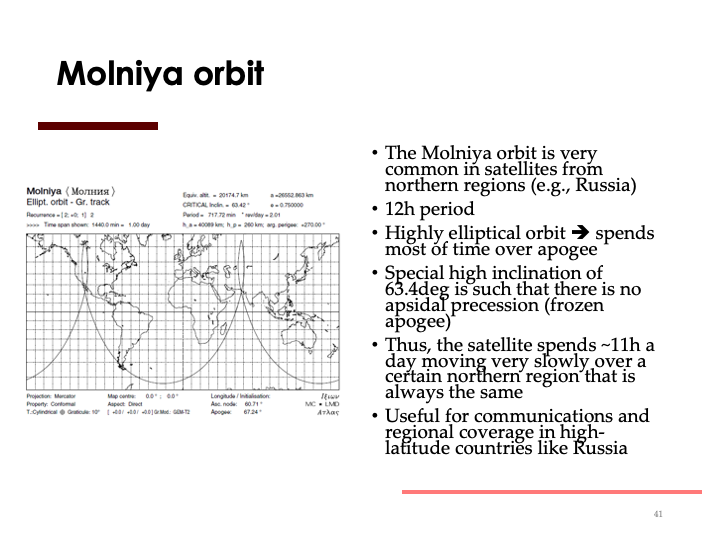 Molniya orbit
Molniya ( Молния )
Ellipt. orbit - Gr. track
Recurrence = [ 2; +0; 1] 2
>>>> Time span shown: 1440.0 min = 1.00 day
Equiv. altit. = 20174.7 km a =26552.863 km
CRITICAL Inclin. = 63.42 ° e = 0.750000
Period = 717.72 min * rev/day = 2.01
h_a = 40089 km; h_p = 260 km; arg. perigee: +270.00 °
Projection: Mercator
Property: Conformal
T.:Cylindrical @ Graticule: 10°
Map centre: 0.0 ° ; 0.0 °
Aspect: Direct
[ +0.0 / +0.0 / +0.0 ] Gr.Mod.: GEM-T2
Longitude / Initialisation:
Asc. node: 60.71 °
Apogee: 67.24 °
Ιξιων
MC • LMD
Ατλας
• The Molniya orbit is very
common in satellites from
northern regions (e.g., Russia)
• 12h period
• Highly elliptical orbit ➔ spends
most of time over apogee
• Special high inclination of
63.4deg is such that there is no
apsidal precession (frozen
apogee)
• Thus, the satellite spends ~11h a
day moving very slowly over a
certain northern region that is
always the same
• Useful for communications and
regional coverage in high-
latitude countries like Russia
41